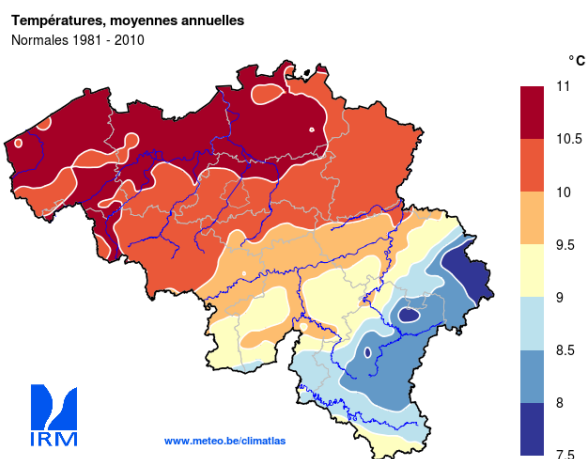 Températures, moyennes annuelles
Normales 1981 - 2010
°C
11
10.5
10
9.5
9
8.5
8
7.5
IRM
www.meteo.be/climatlas